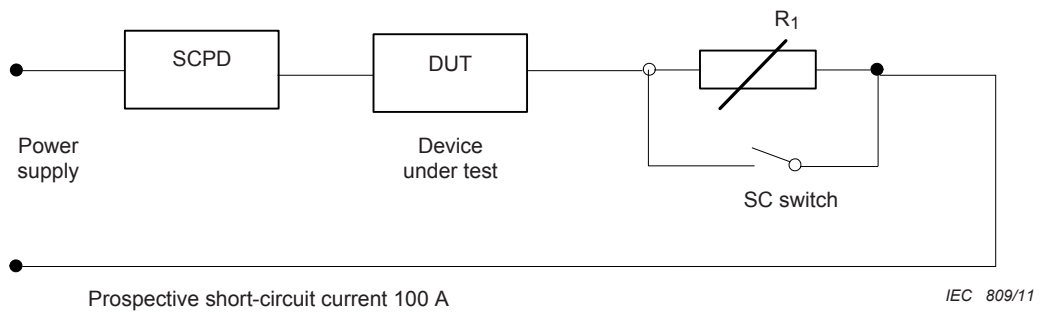 R1
SCPD
DUT
Power
supply
Device
under test
SC switch
Prospective short-circuit current 100 A
IEC 809/11